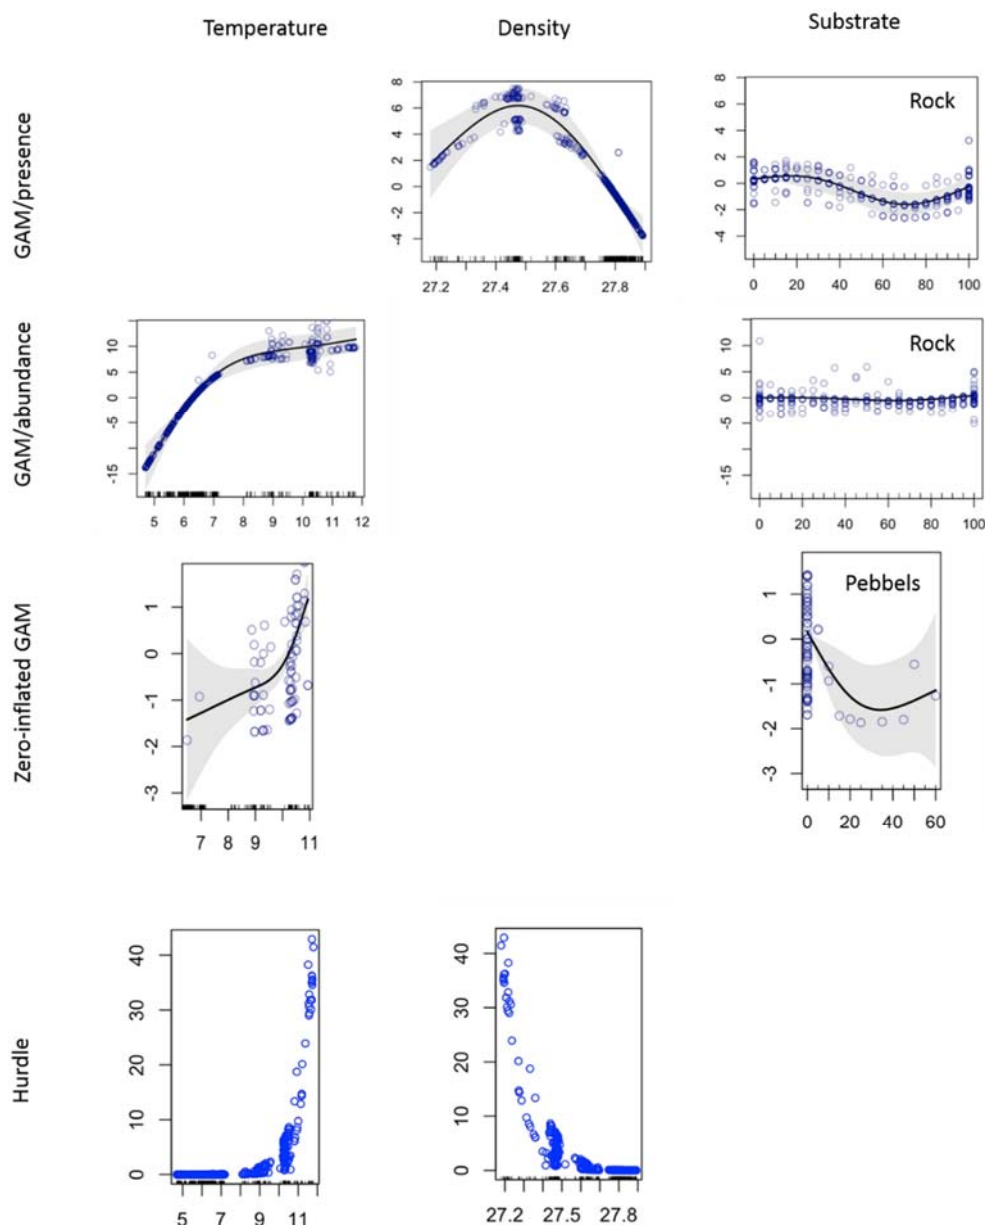 Temperature Density Substrate
GAM/presence
8
6
4
2
0
-2
-4
27.2 27.4 27.6 27.8
Rock
8
6
4
2
0
-2
-4
0 20 40 60 80 100
GAM/abundance
10
5
0
-5
-15
5 6 7 8 9 10 11 12
Rock
10
5
0
-5
-15
0 20 40 60 80 100
Zero-inflated GAM
1
0
-1
-2
-3
7 8 9 11
Pebbels
1
0
-1
-2
-3
0 20 40 60
Hurdle
40
30
20
10
0
5 7 9 11
40
30
20
10
0
27.2 27.5 27.8